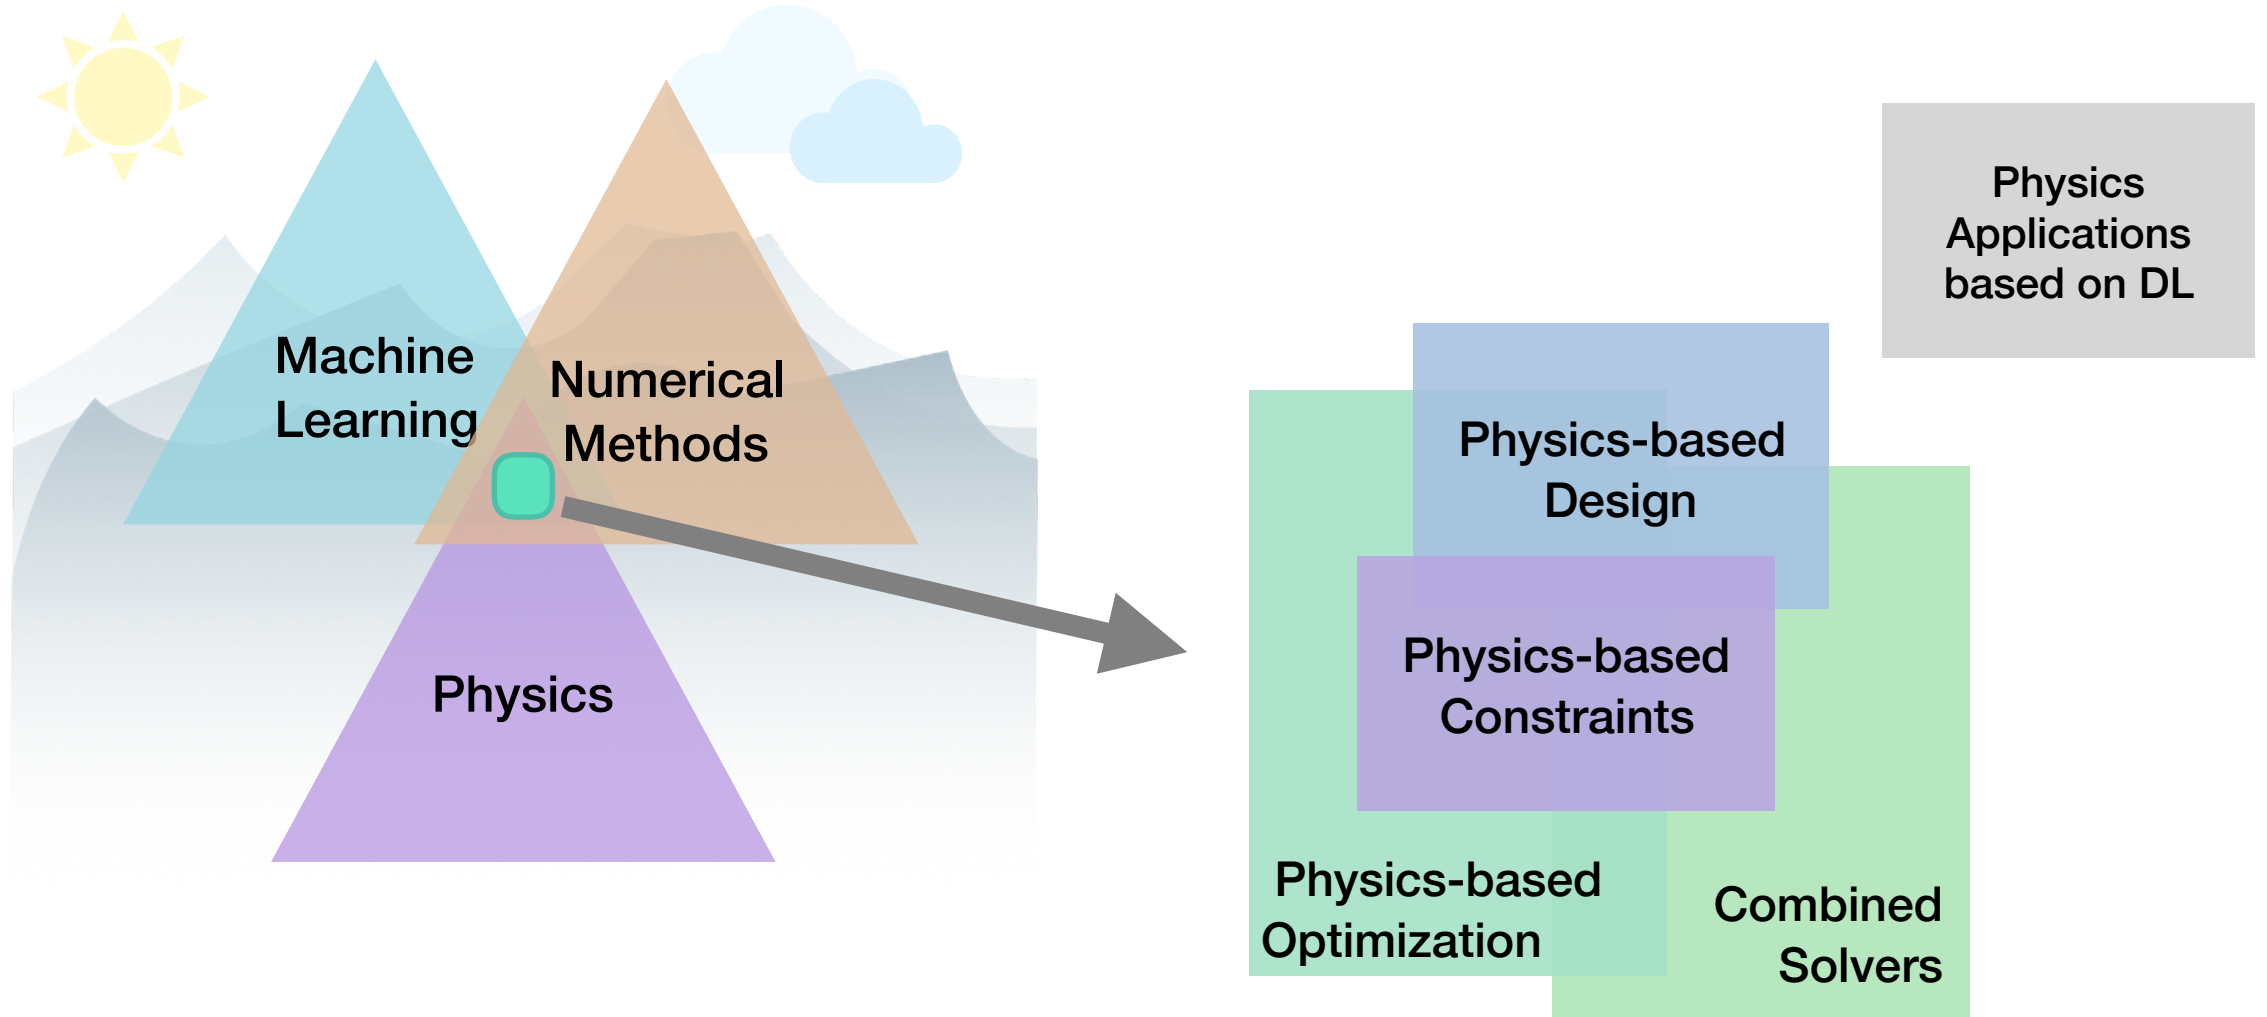 Machine
Learning
Numerical
Methods
Physics
Physics
Applications
based on DL
Physics-based
Design
Physics-based
Constraints
Physics-based
Optimization
Combined
Solvers